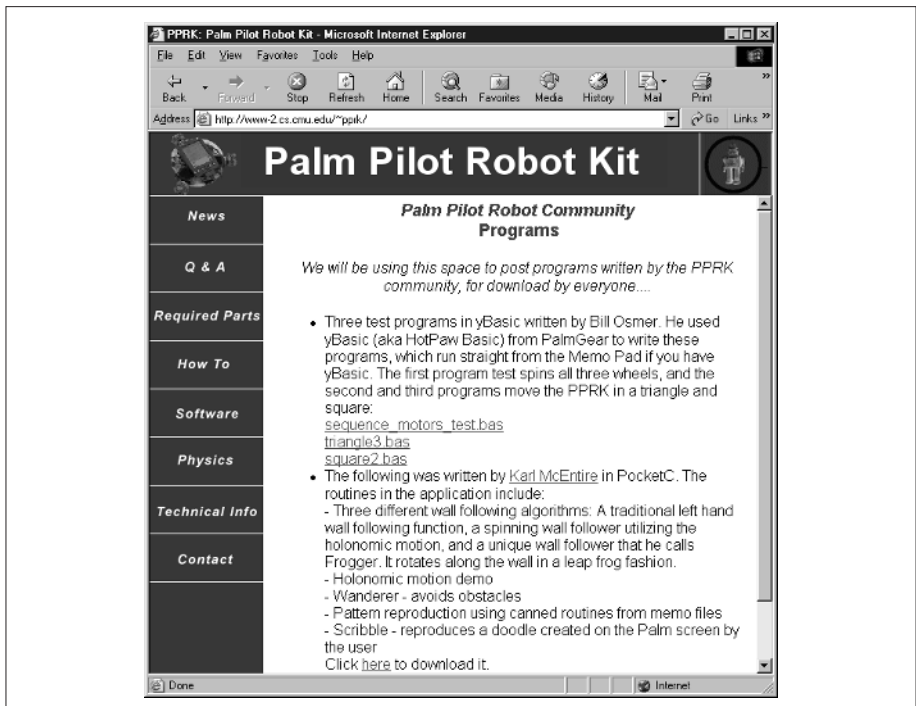 PPRK: Palm Pilot Robot Kit - Microsoft Internet Explorer
File Edit View Favorites Tools Help
Back Forward Stop Refresh Home Search Favorites Media History Mail Print »
Address http://www-2.cs.cmu.edu/~pprk/ Go Links »
Palm Pilot Robot Kit
News
Q & A
Required Parts
How To
Software
Physics
Technical Info
Contact
Palm Pilot Robot Community
Programs
We will be using this space to post programs written by the PPRK
community, for download by everyone....
• Three test programs in yBasic written by Bill Osmer. He used
yBasic (aka HotPaw Basic) from PalmGear to write these
programs, which run straight from the Memo Pad if you have
yBasic. The first program test spins all three wheels, and the
second and third programs move the PPRK in a triangle and
square:
sequence_motors_test.bas
triangle3.bas
square2.bas
• The following was written by Karl McEntire in PocketC. The
routines in the application include:
- Three different wall following algorithms: A traditional left hand
wall following function, a spinning wall follower utilizing the
holonomic motion, and a unique wall follower that he calls
Frogger. It rotates along the wall in a leap frog fashion.
- Holonomic motion demo
- Wanderer - avoids obstacles
- Pattern reproduction using canned routines from memo files
- Scribble - reproduces a doodle created on the Palm screen by
the user
Click here to download it.
Done Internet